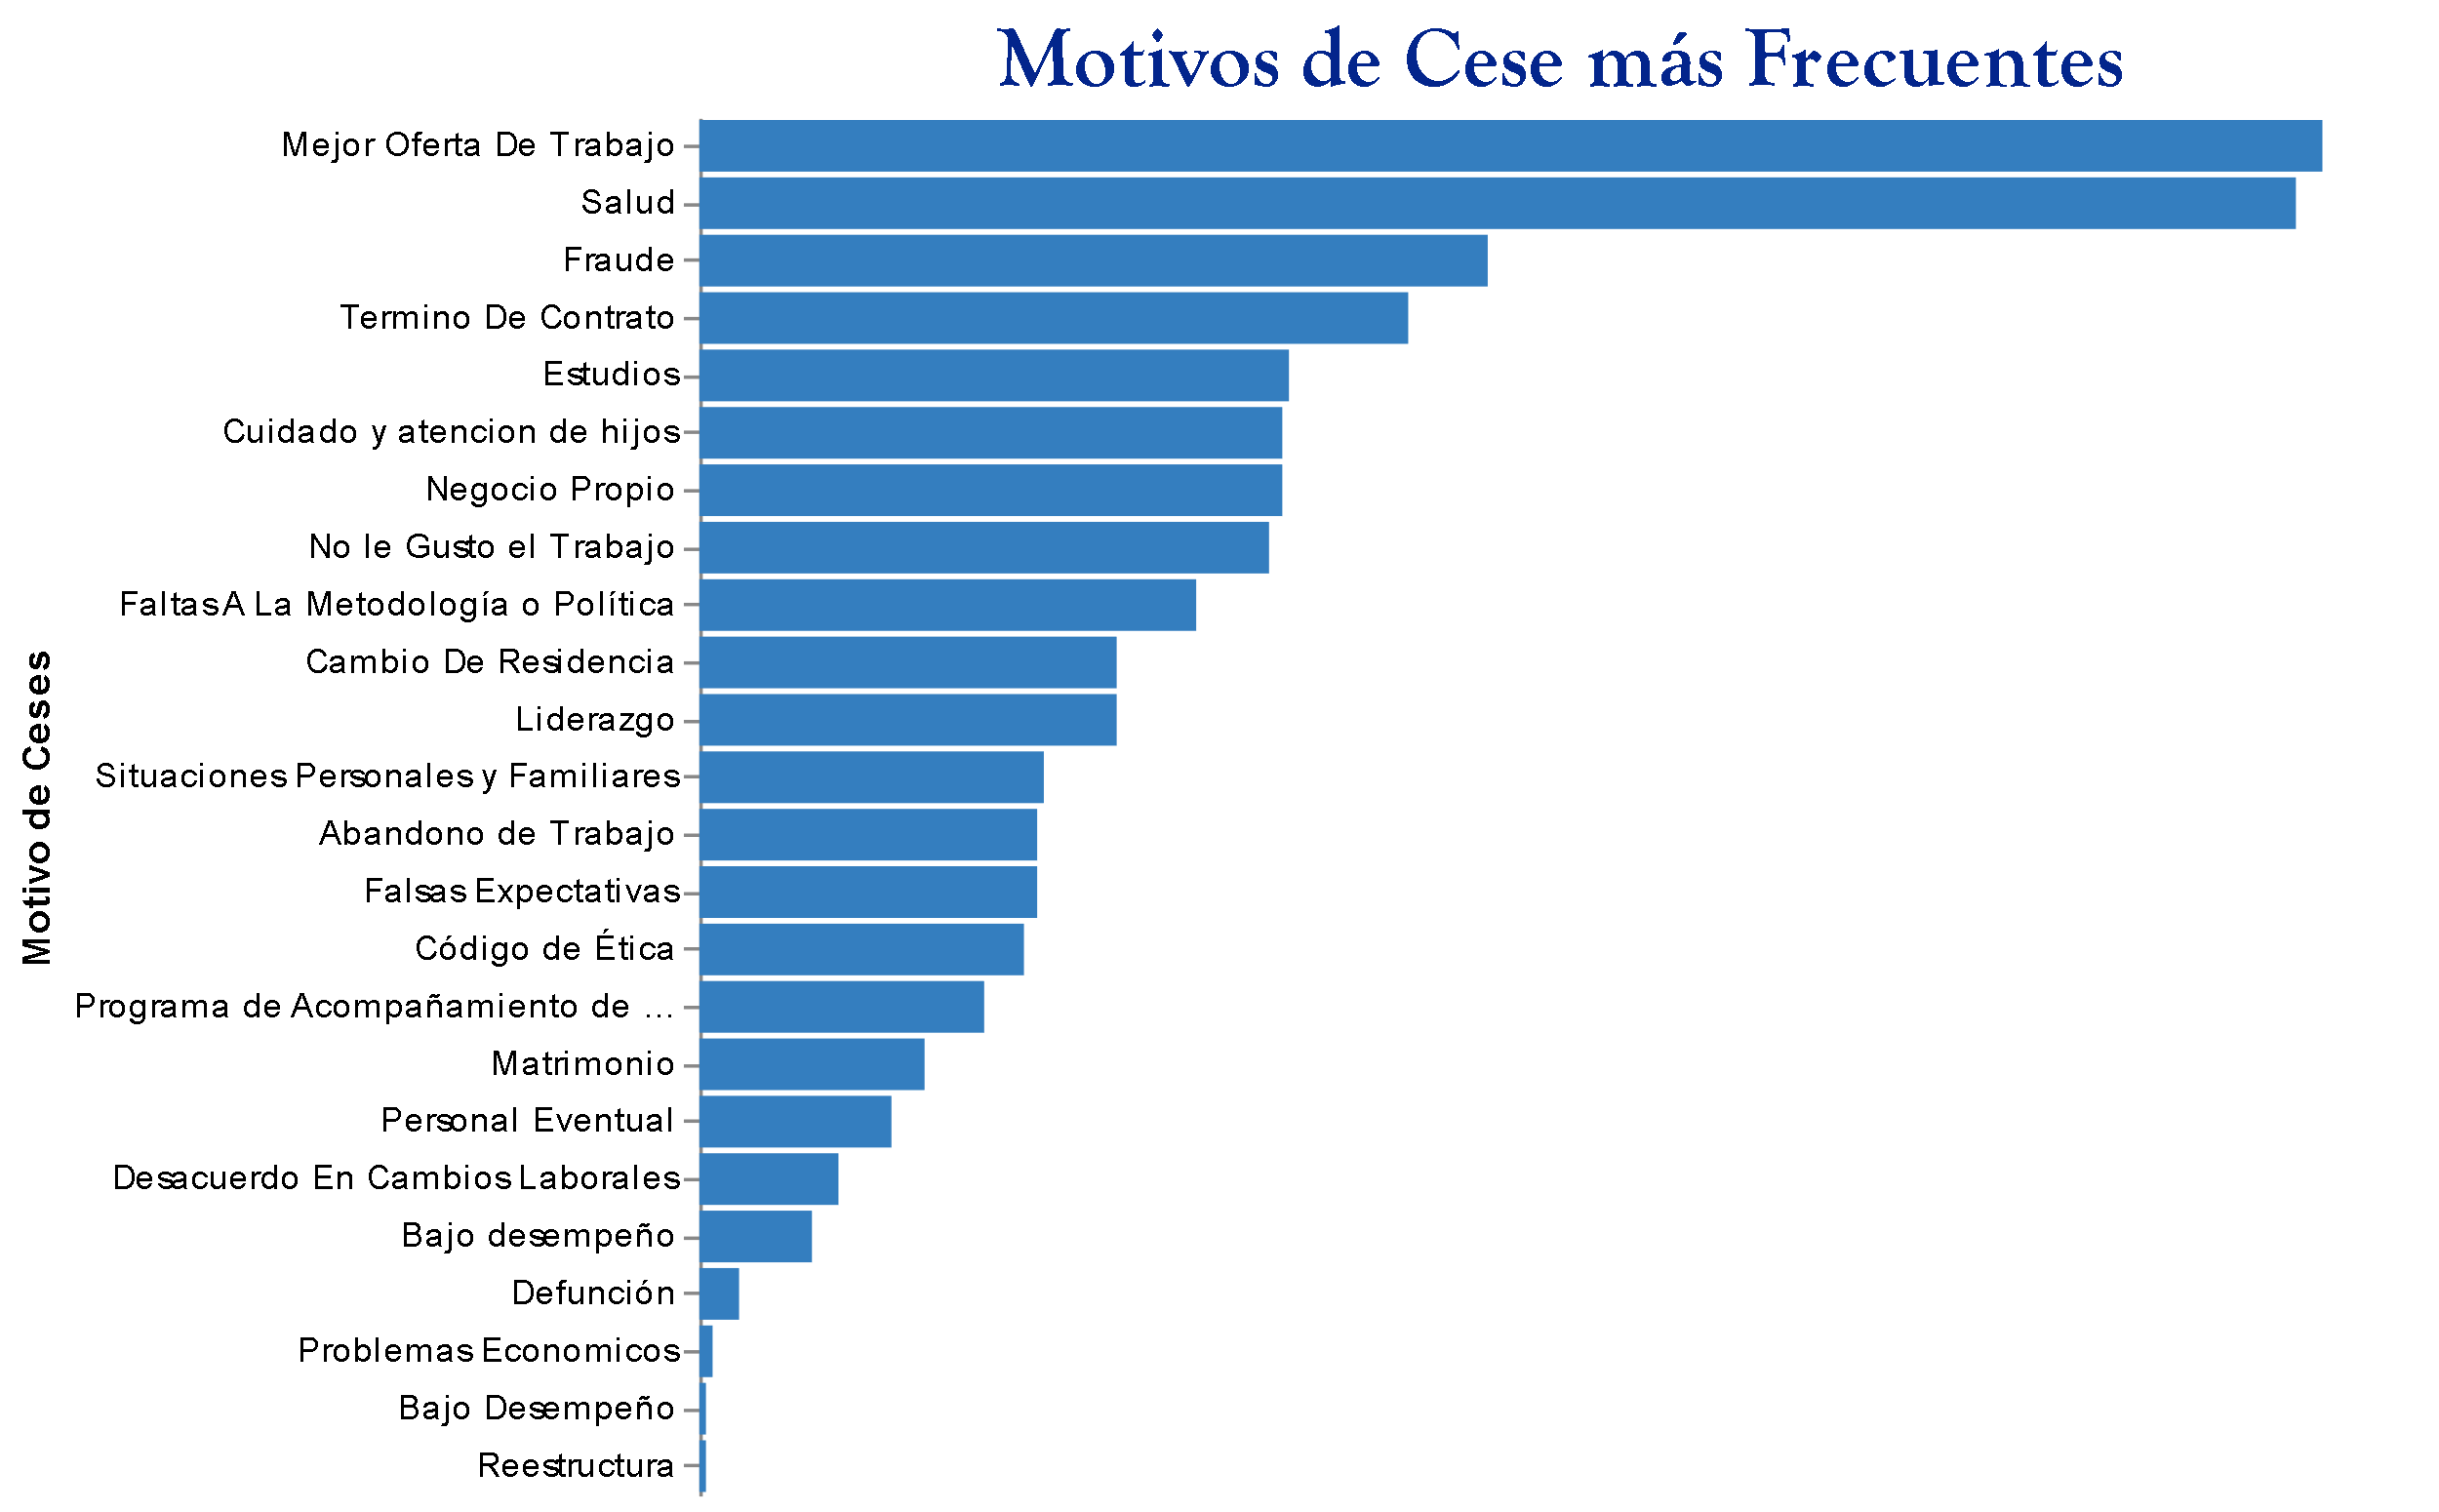 Motivos de Cese más Frecuentes
Motivo de Ceses
Mejor Oferta De Trabajo
Salud
Fraude
Termino De Contrato
Estudios
Cuidado y atencion de hijos
Negocio Propio
No le Gusto el Trabajo
Faltas A La Metodología o Política
Cambio De Residencia
Liderazgo
Situaciones Personales y Familiares
Abandono de Trabajo
Falsas Expectativas
Código de Ética
Programa de Acompañamiento de ...
Matrimonio
Personal Eventual
Desacuerdo En Cambios Laborales
Bajo desempeño
Defunción
Problemas Economicos
Bajo Desempeño
Reestructura